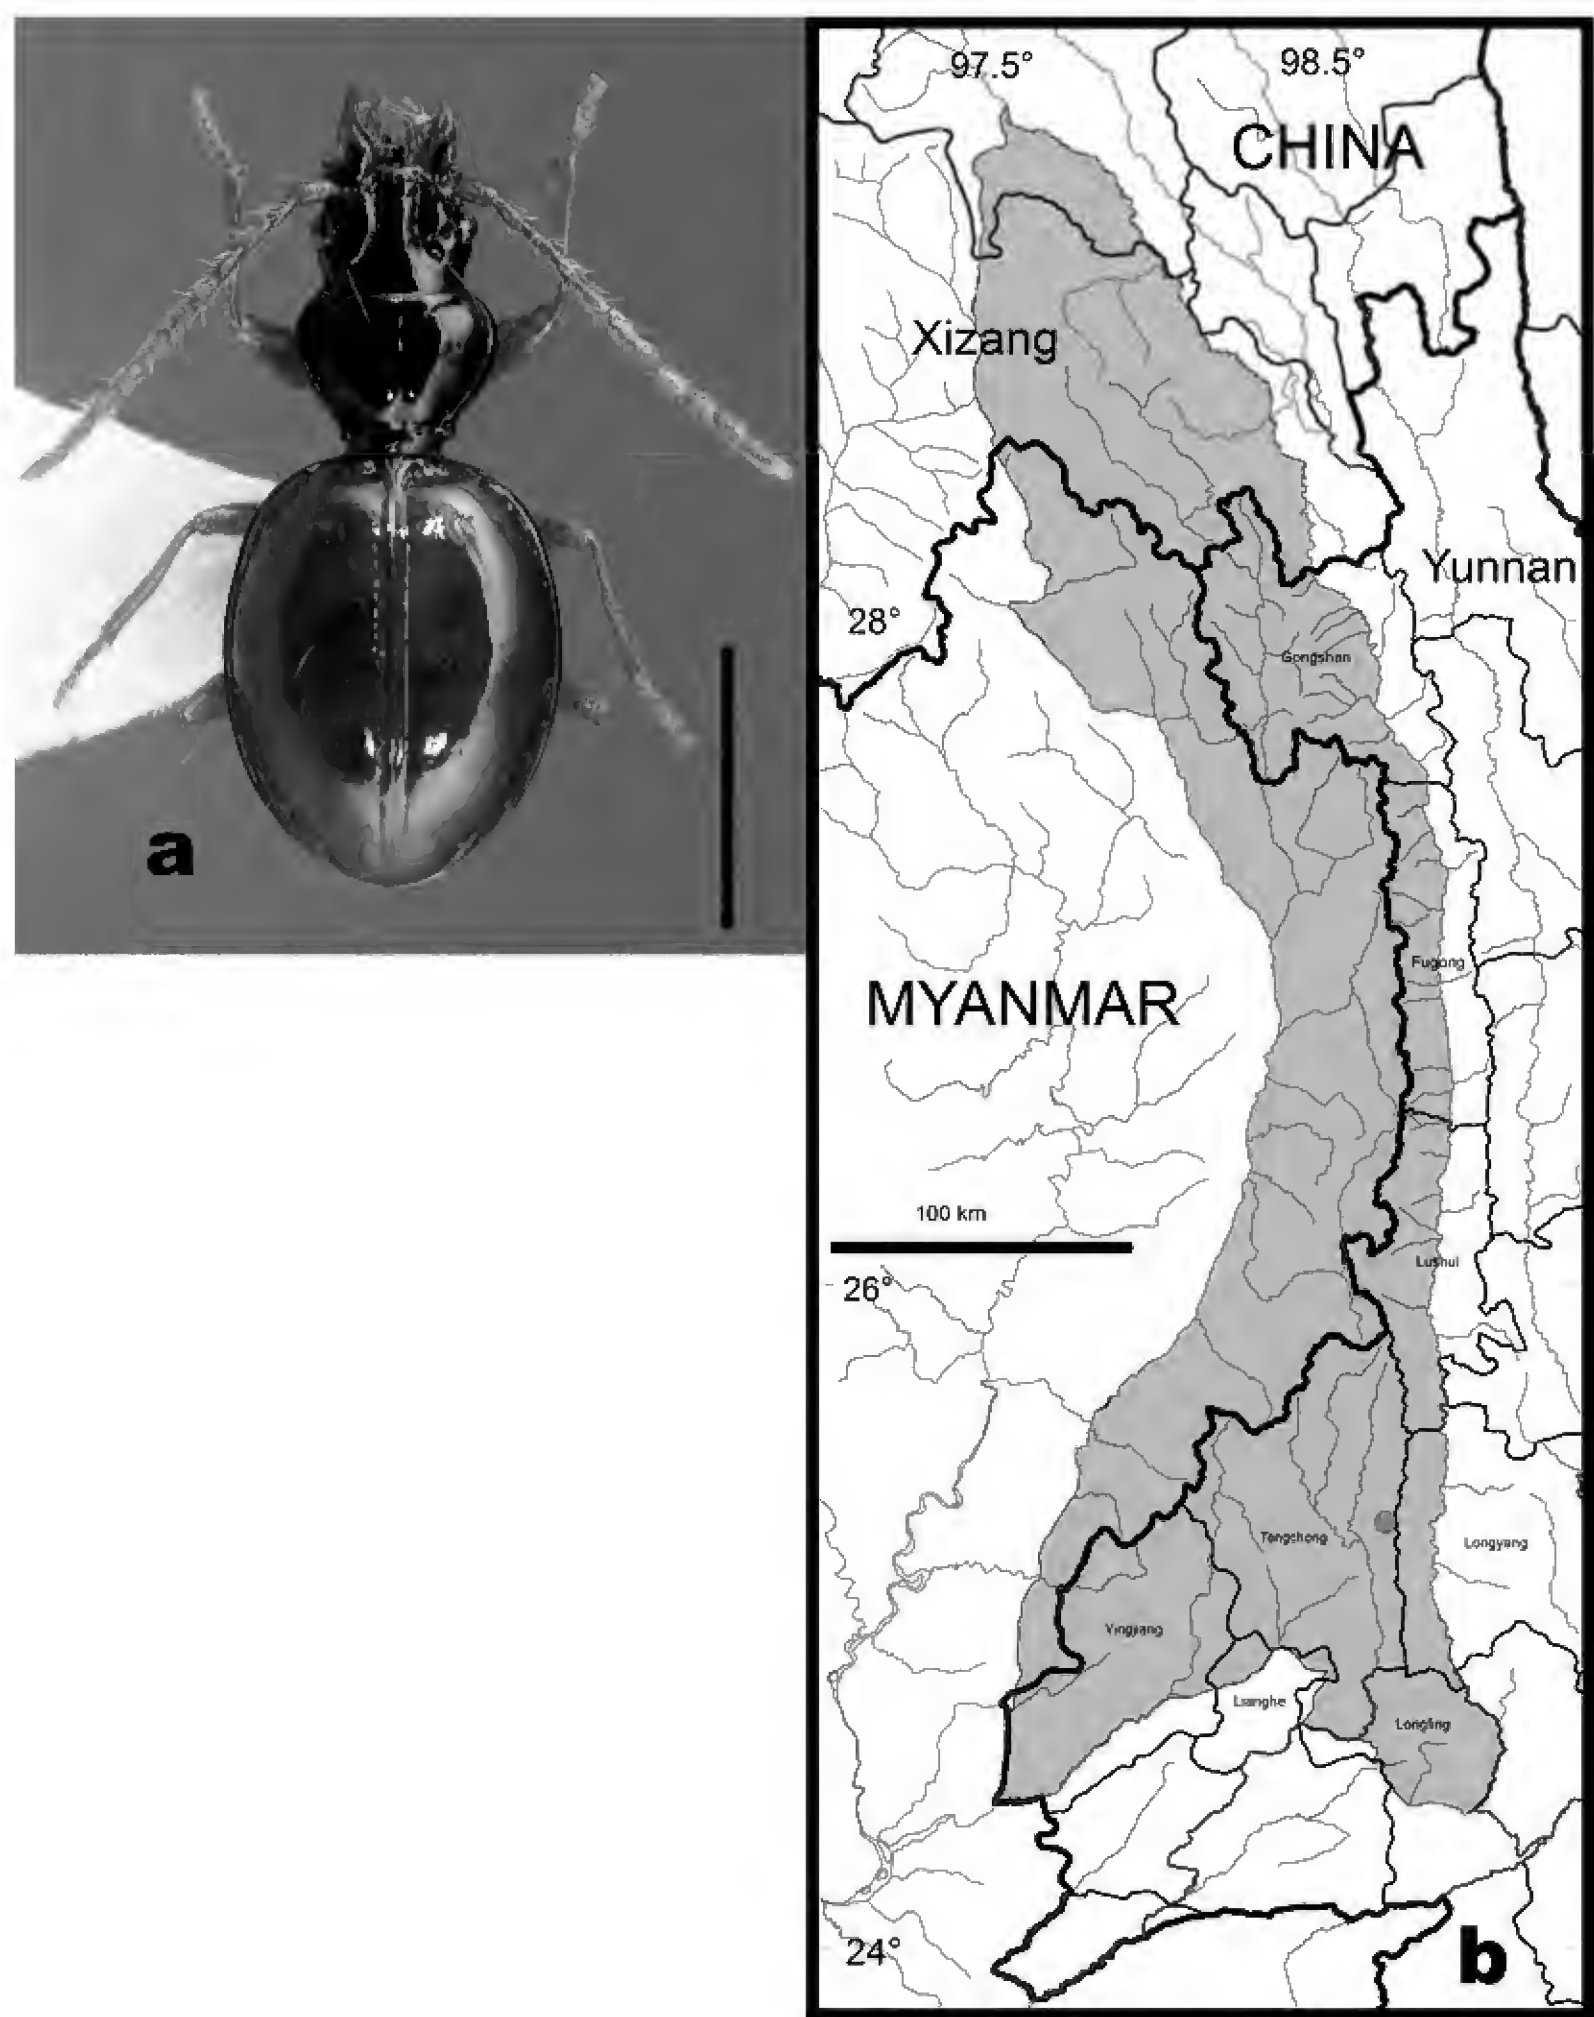 a
97.5°
98.5°
CHINA
Xizang
Yunnan
28°
Gongshan
Fugong
MYANMAR
100 km
26°
Lushui
Tengchong
Longyang
Yingjiang
Lianghe
Longling
24°
b